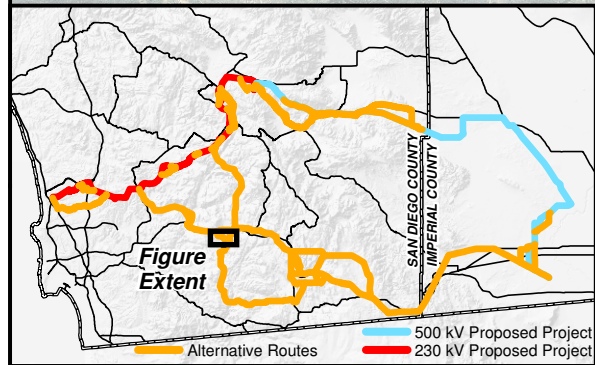 SAN DIEGO COUNTY
IMPERIAL COUNTY
Figure
Extent
500 kV Proposed Project
Alternative Routes
230 kV Proposed Project